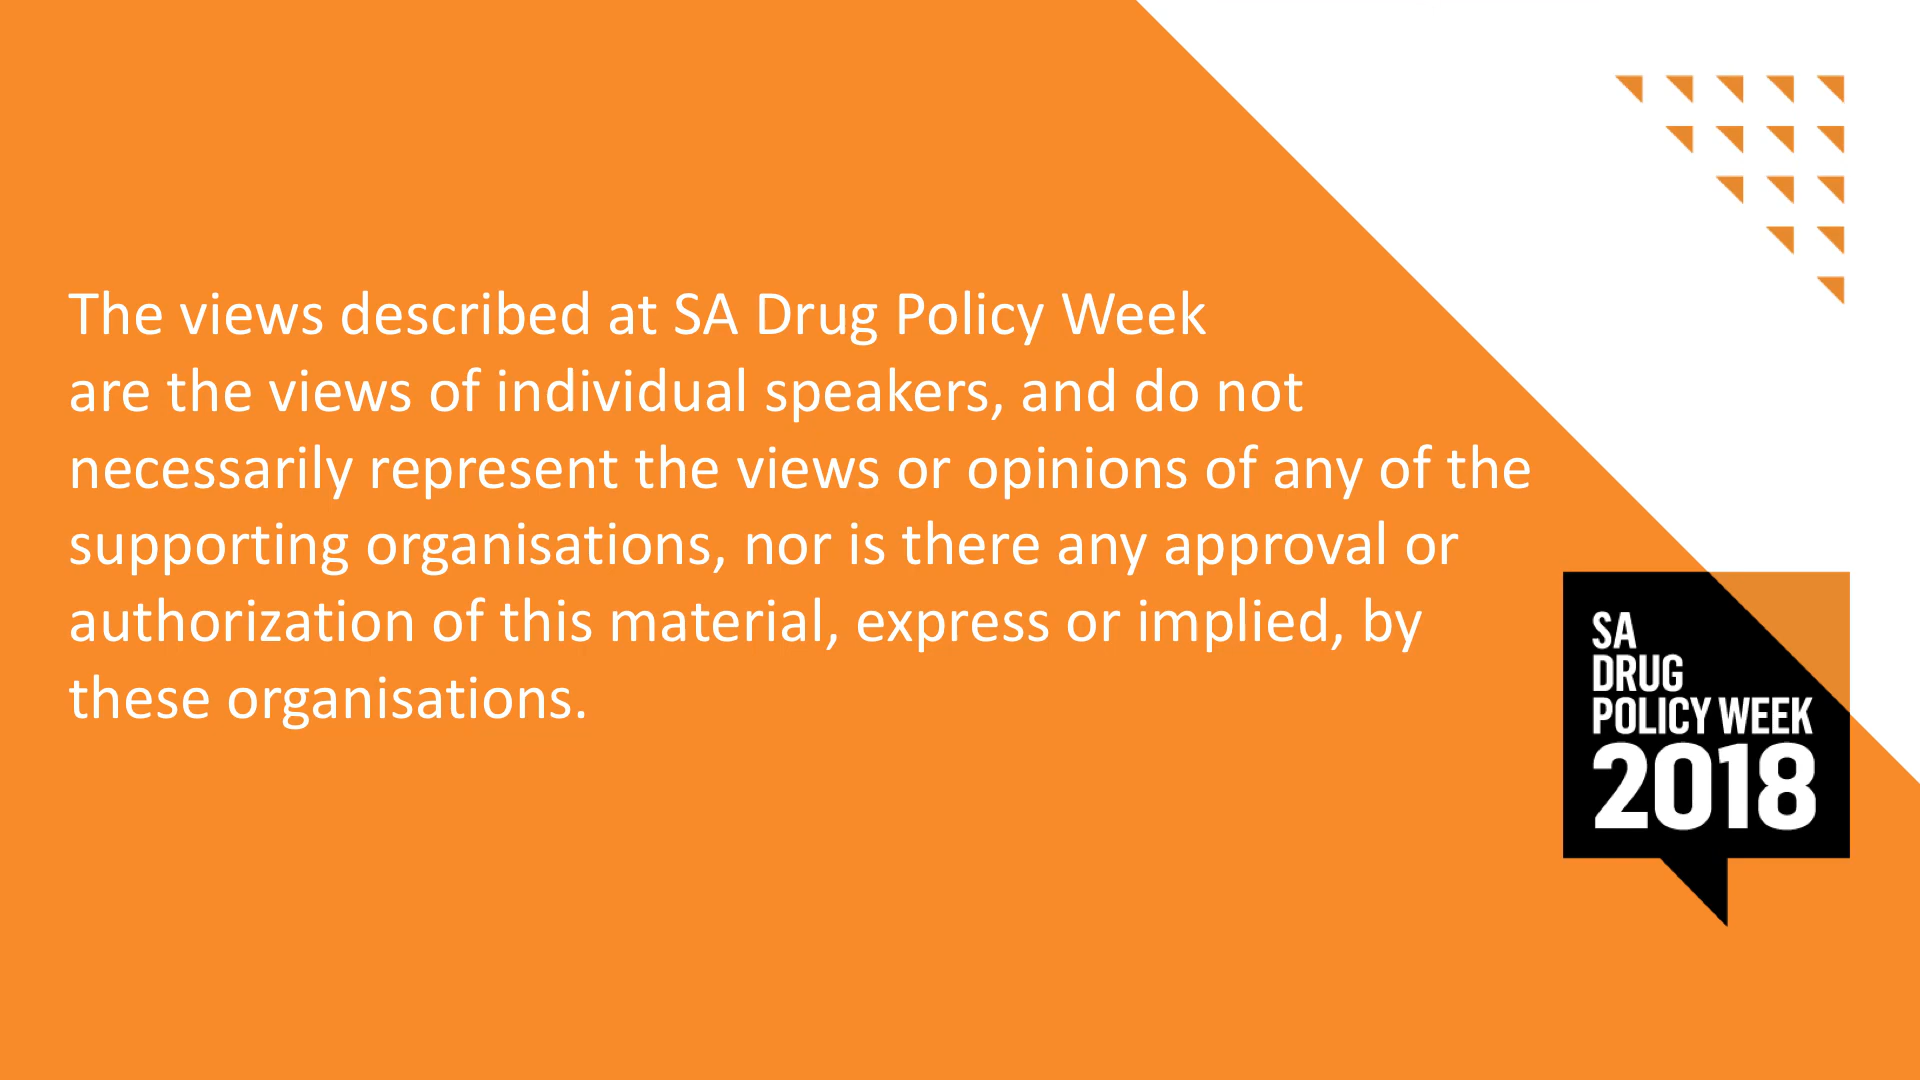 The views described at SA Drug Policy Week
are the views of individual speakers, and do not
necessarily represent the views or opinions of any of the
supporting organisations, nor is there any approval or
authorization of this material, express or implied, by
these organisations.
SA
DRUG
POLICY WEEK
2018